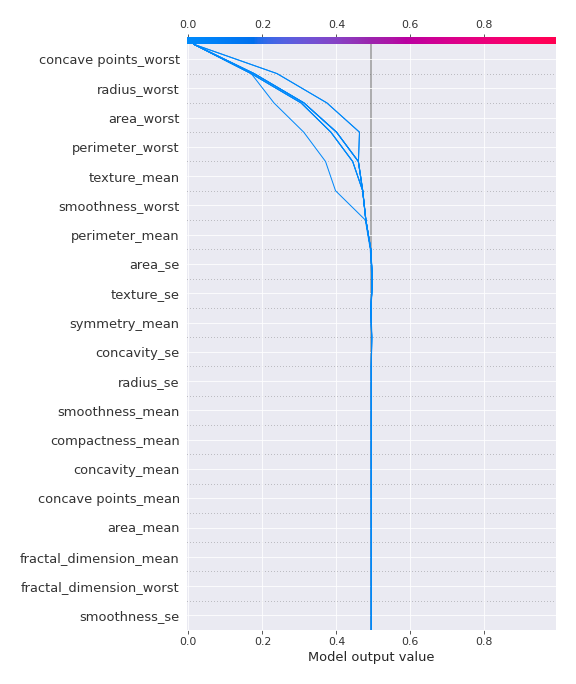 0.0 0.2 0.4 0.6 0.8
concave points_worst
radius_worst
area_worst
perimeter_worst
texture_mean
smoothness_worst
perimeter_mean
area_se
texture_se
symmetry_mean
concavity_se
radius_se
smoothness_mean
compactness_mean
concavity_mean
concave points_mean
area_mean
fractal_dimension_mean
fractal_dimension_worst
smoothness_se
0.0 0.2 0.4 0.6 0.8
Model output value